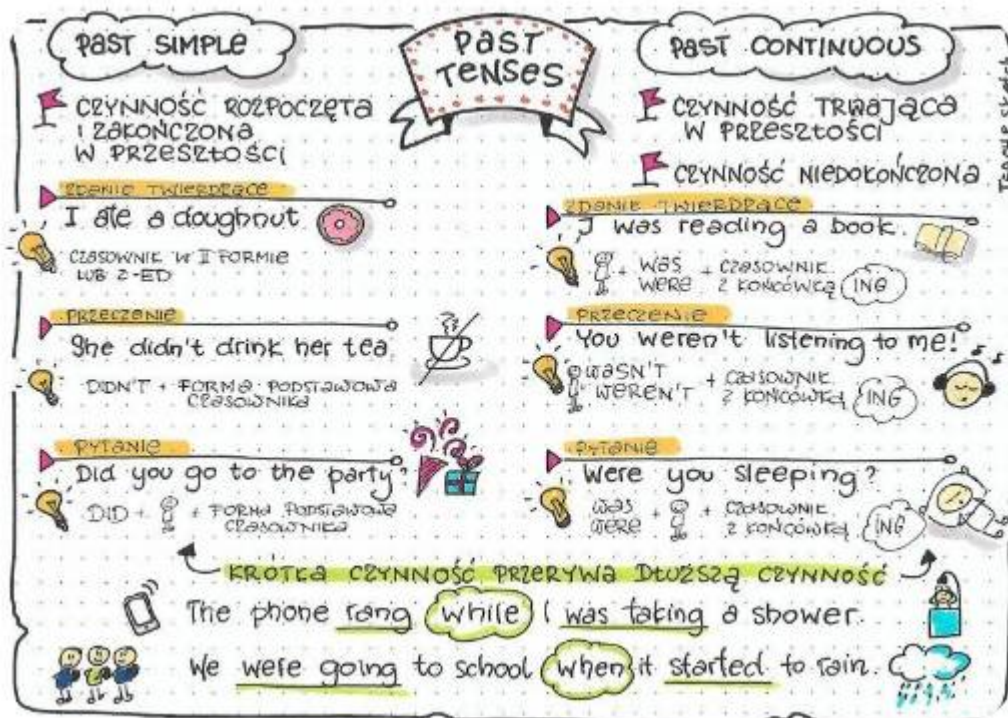 PAST TENSES
PAST SIMPLE
CZYNNOŚĆ ROZPOCZĘTA
I ZAKOŃCZONA
W PRZESZŁOŚCI
ZDANIE TWIERDZĄCE
I ate a doughnut
CZASOWNIK W II FORMIE
LUB Z -ED
PRZECZENIE
She didn't drink her tea
DIDN'T + FORMA PODSTAWOWA
CZASOWNIKA
PYTANIE
Did you go to the party?
DID + + FORMA PODSTAWOWA
CZASOWNIKA
PAST CONTINUOUS
CZYNNOŚĆ TRWAJĄCA
W PRZESZŁOŚCI
CZYNNOŚĆ NIEDOKOŃCZONA
ZDANIE TWIERDZĄCE
I was reading a book.
+ WAS WERE + CZASOWNIK
Z KOŃCÓWKĄ ING
PRZECZENIE
You weren't listening to me!
WASN'T WEREN'T + CZASOWNIK
Z KOŃCÓWKĄ ING
PYTANIE
Were you sleeping?
WAS WERE + + CZASOWNIK
Z KOŃCÓWKĄ ING
KRÓTKA CZYNNOŚĆ PRZERYWA DŁUŻSZĄ CZYNNOŚĆ
The phone rang while I was taking a shower.
We were going to school when it started to rain.